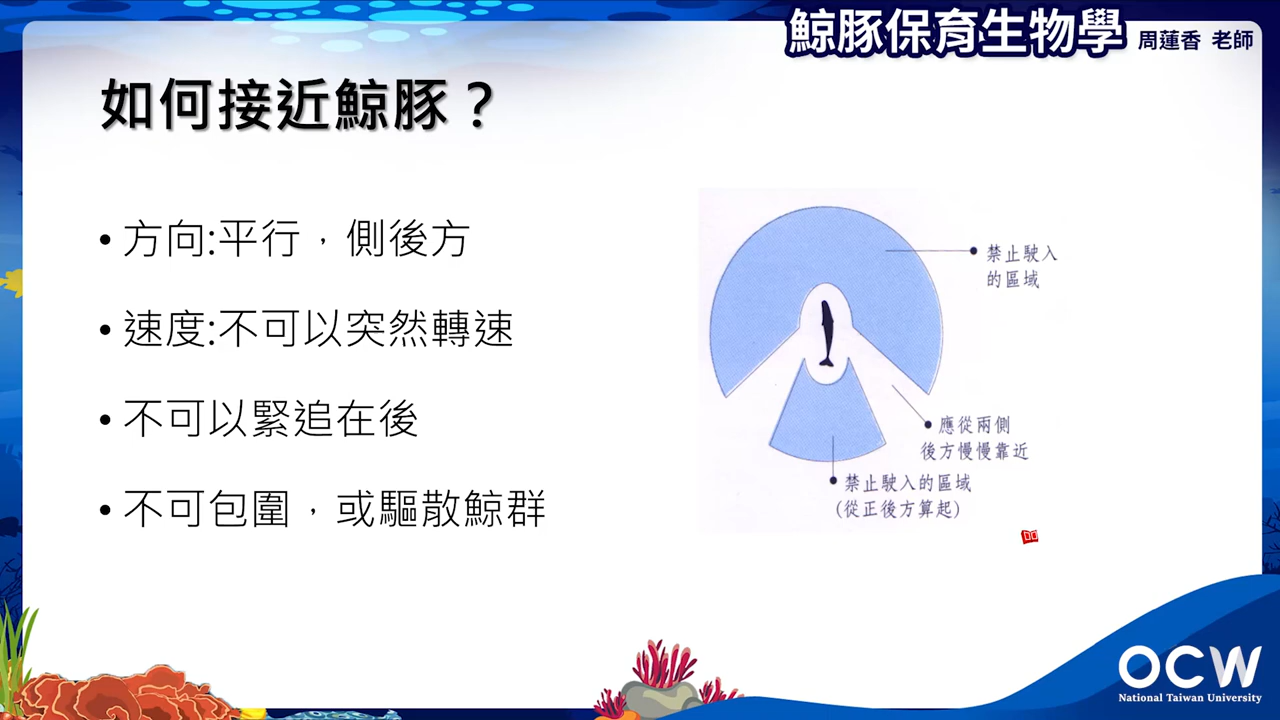 鯨豚保育生物學 周蓮香 老師
如何接近鯨豚？
• 方向:平行，側後方
• 速度:不可以突然轉速
• 不可以緊追在後
• 不可包圍，或驅散鯨群
禁止駛入
的區域
應從兩側
後方慢慢靠近
禁止駛入的區域
(從正後方算起)
OCW
National Taiwan University